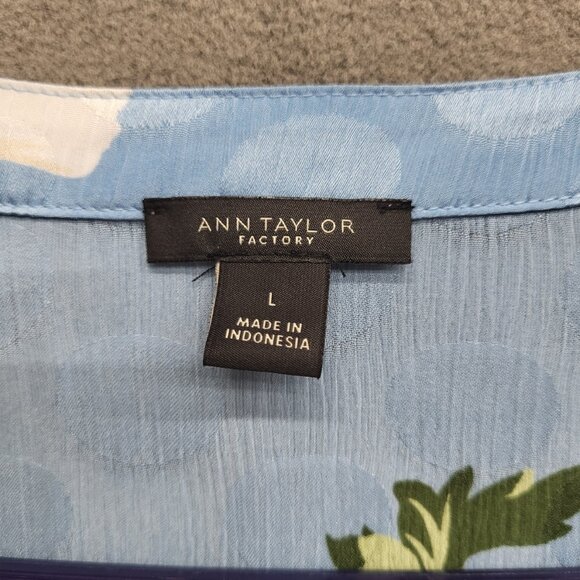 ANN TAYLOR
FACTORY
L
MADE IN
INDONESIA